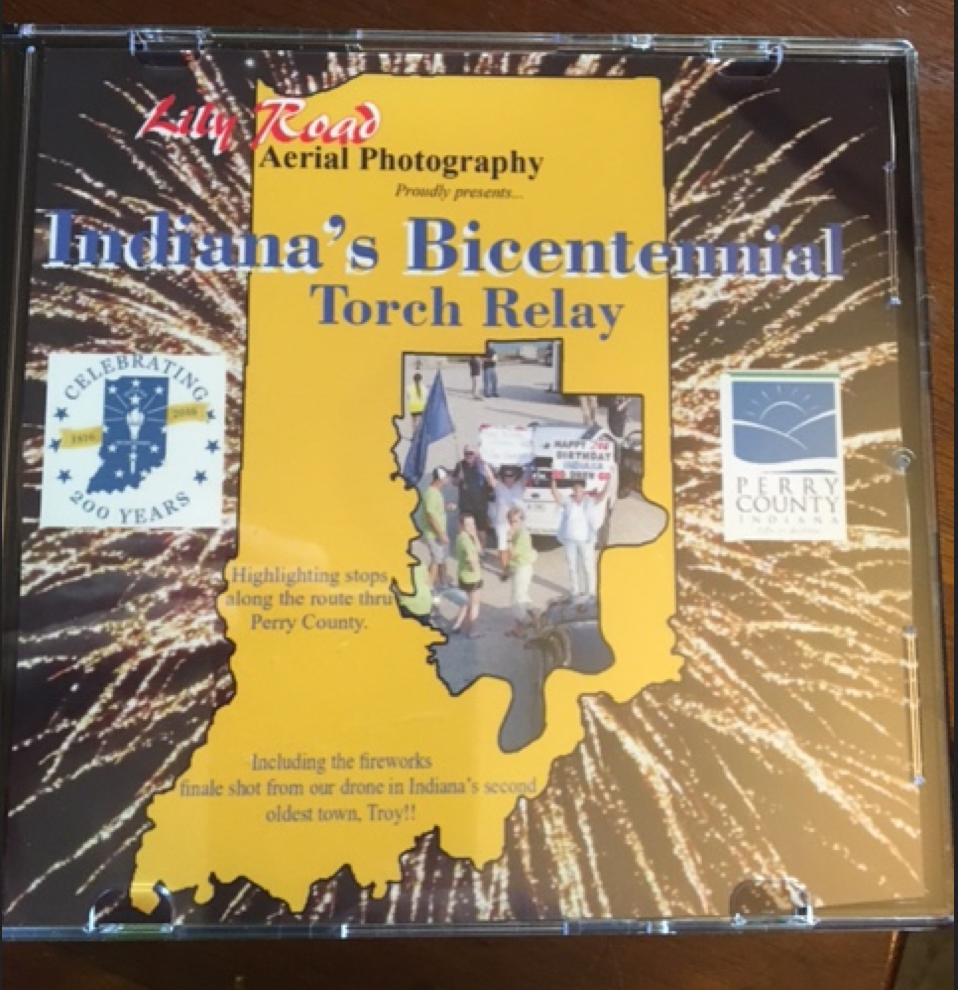 Lily Road
Aerial Photography
Proudly presents...
Indiana's Bicentennial
Torch Relay
CELEBRATING
1816
2016
200 YEARS
HAPPY
BIRTHDAY
INDIANA
PERRY
COUNTY
INDIANA
Highlighting stops
along the route thru
Perry County.
Including the fireworks
finale shot from our drone in Indiana's second
oldest town, Troy!!